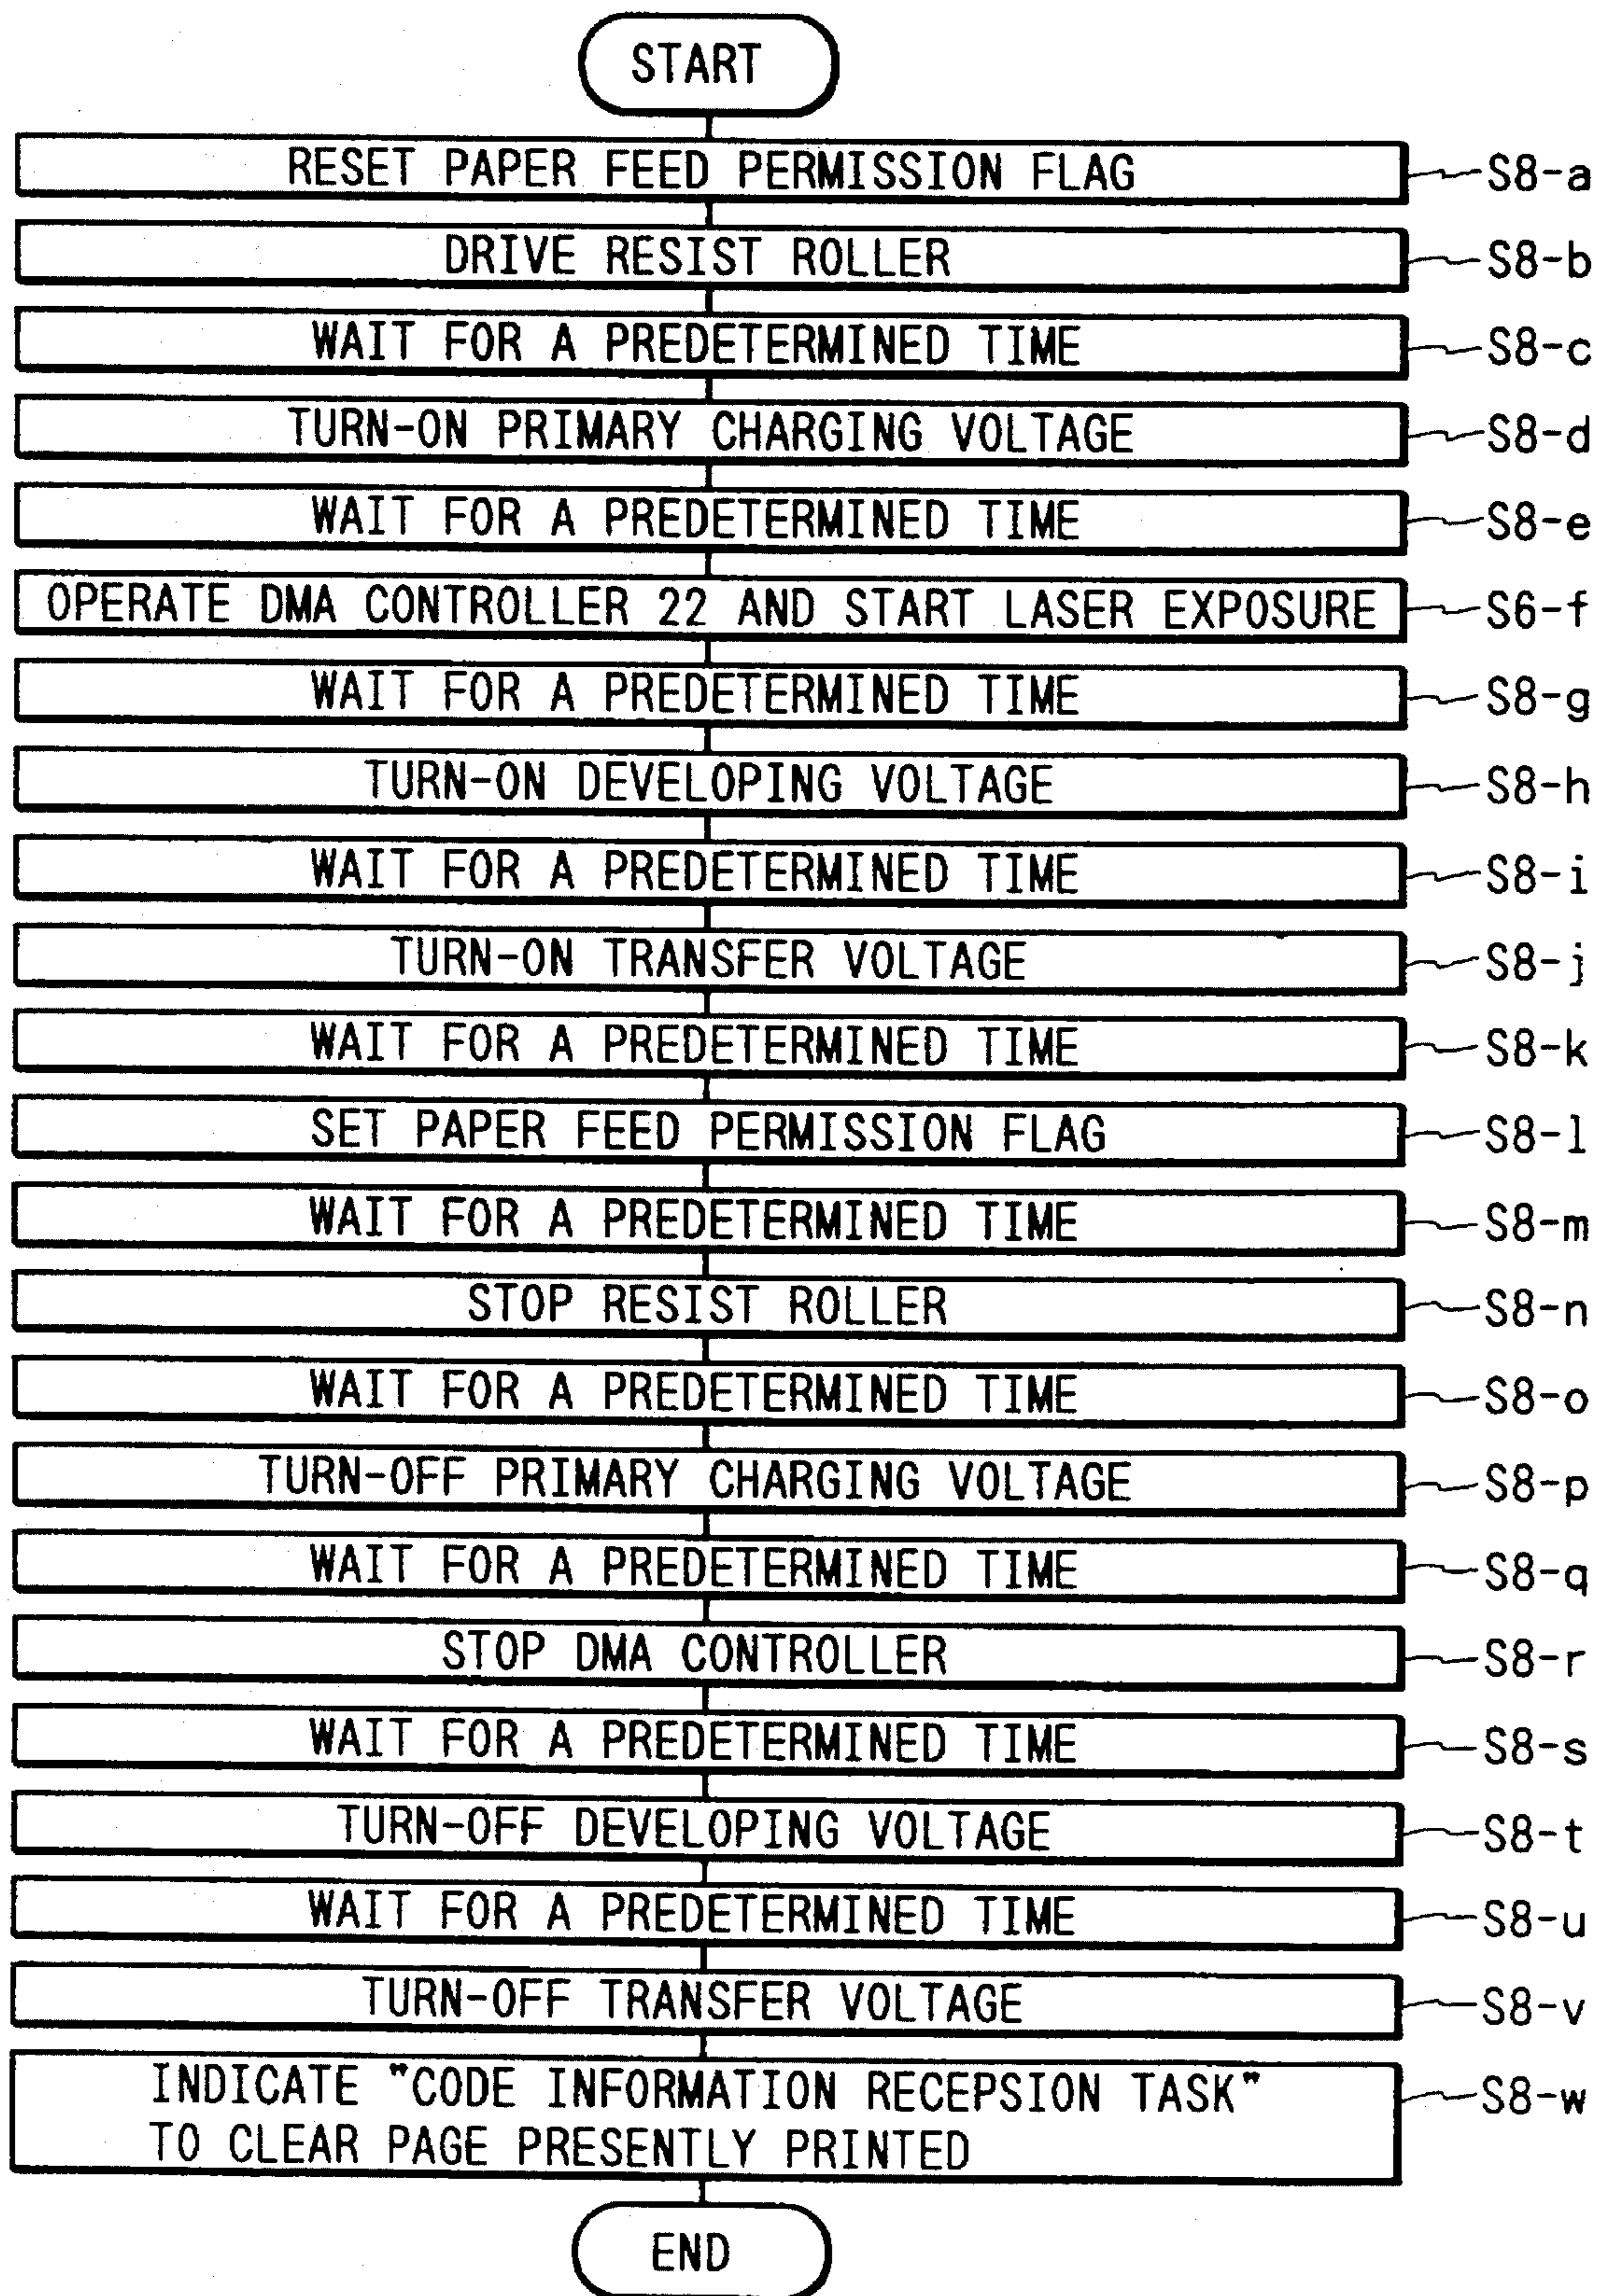 START
RESET PAPER FEED PERMISSION FLAG S8-a
DRIVE RESIST ROLLER S8-b
WAIT FOR A PREDETERMINED TIME S8-c
TURN-ON PRIMARY CHARGING VOLTAGE S8-d
WAIT FOR A PREDETERMINED TIME S8-e
OPERATE DMA CONTROLLER 22 AND START LASER EXPOSURE S6-f
WAIT FOR A PREDETERMINED TIME S8-g
TURN-ON DEVELOPING VOLTAGE S8-h
WAIT FOR A PREDETERMINED TIME S8-i
TURN-ON TRANSFER VOLTAGE S8-j
WAIT FOR A PREDETERMINED TIME S8-k
SET PAPER FEED PERMISSION FLAG S8-l
WAIT FOR A PREDETERMINED TIME S8-m
STOP RESIST ROLLER S8-n
WAIT FOR A PREDETERMINED TIME S8-o
TURN-OFF PRIMARY CHARGING VOLTAGE S8-p
WAIT FOR A PREDETERMINED TIME S8-q
STOP DMA CONTROLLER S8-r
WAIT FOR A PREDETERMINED TIME S8-s
TURN-OFF DEVELOPING VOLTAGE S8-t
WAIT FOR A PREDETERMINED TIME S8-u
TURN-OFF TRANSFER VOLTAGE S8-v
INDICATE "CODE INFORMATION RECEPSION TASK" S8-w
TO CLEAR PAGE PRESENTLY PRINTED
END